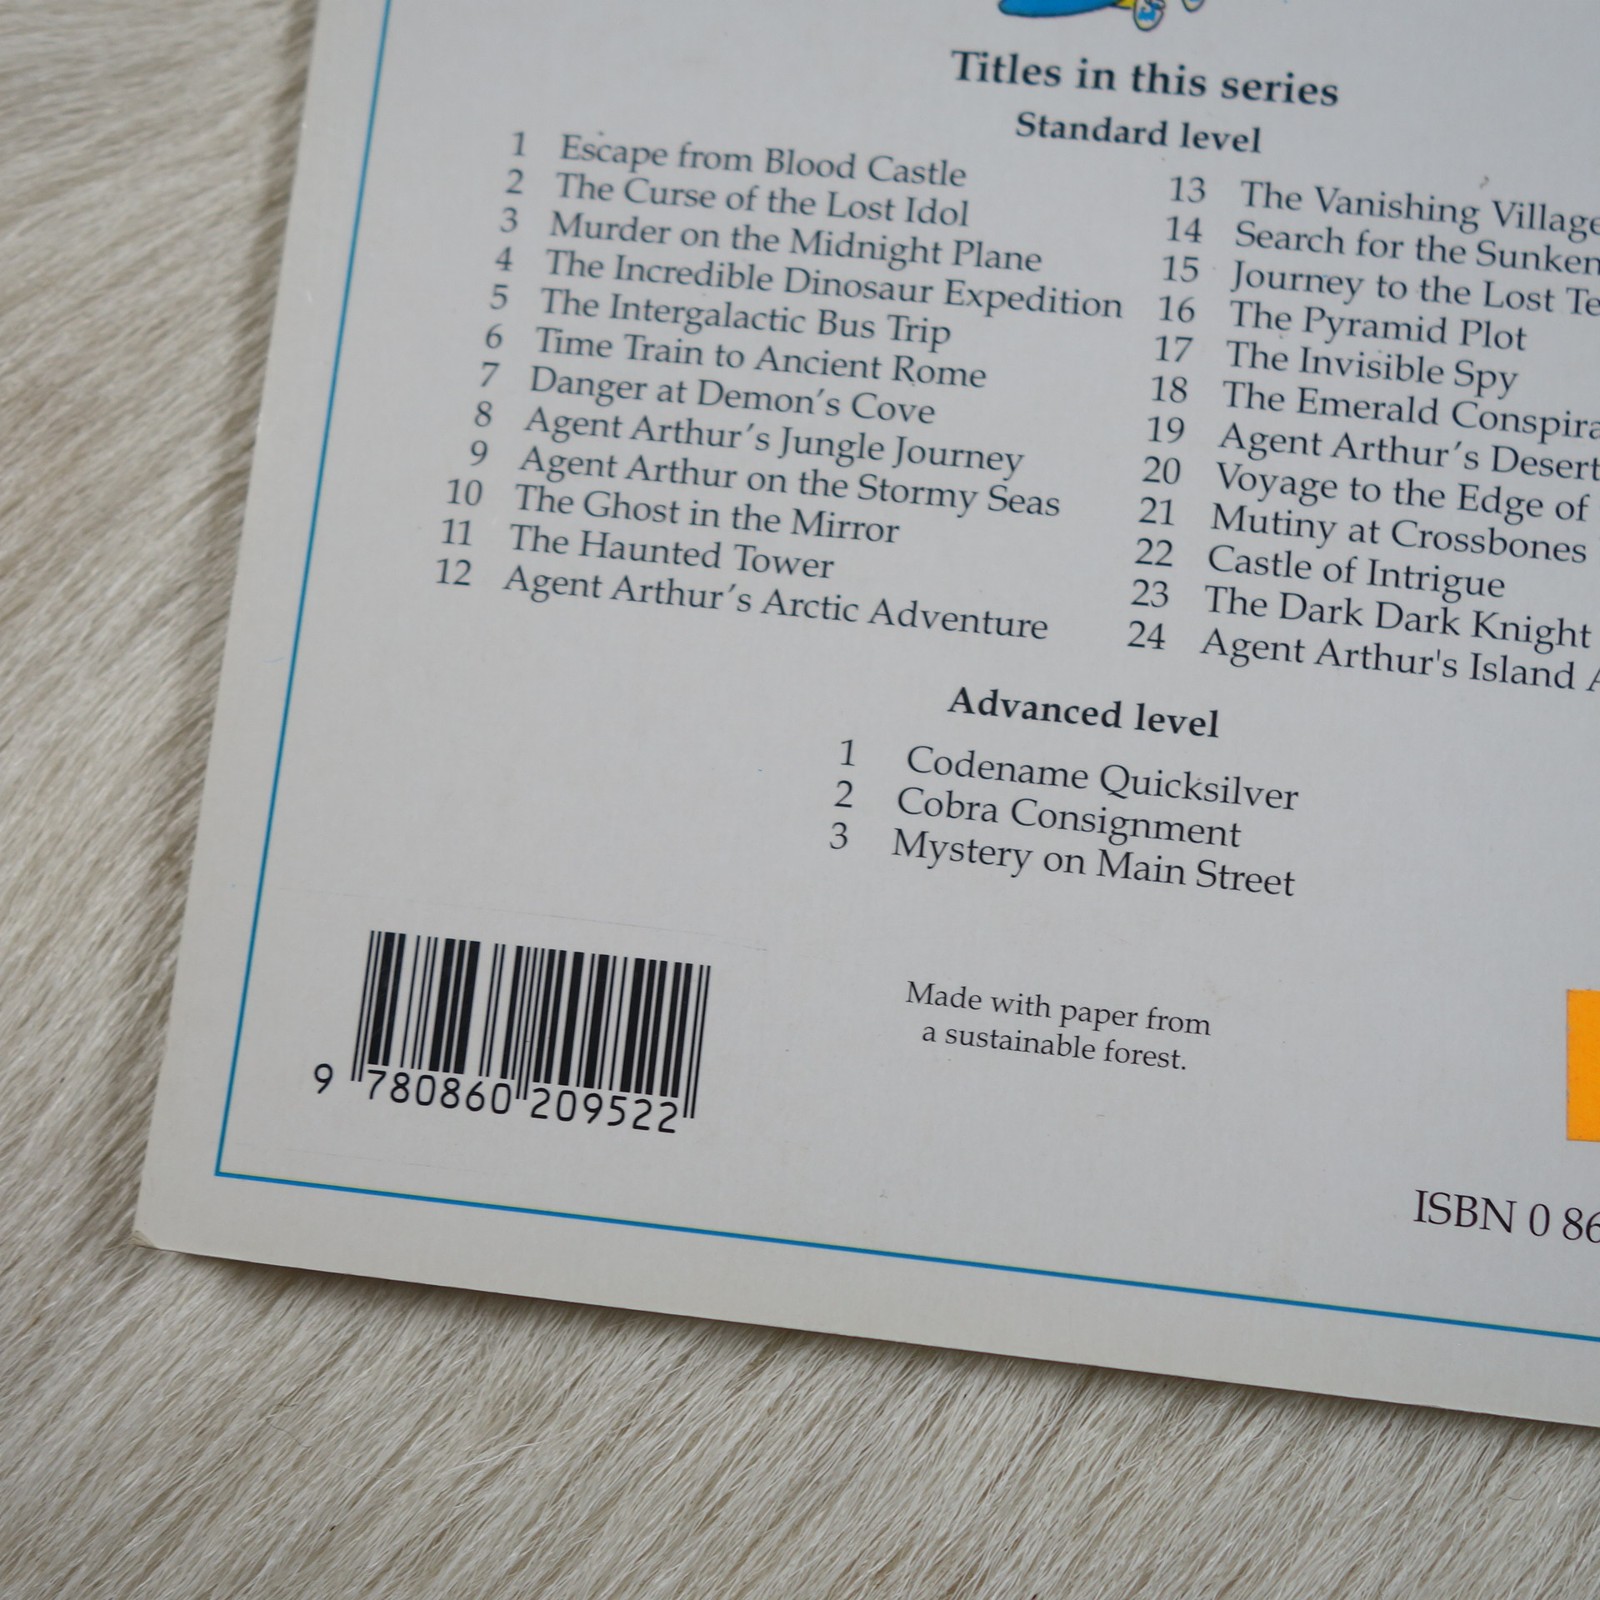 Titles in this series
Standard level
1 Escape from Blood Castle
2 The Curse of the Lost Idol
3 Murder on the Midnight Plane
4 The Incredible Dinosaur Expedition
5 The Intergalactic Bus Trip
6 Time Train to Ancient Rome
7 Danger at Demon's Cove
8 Agent Arthur's Jungle Journey
9 Agent Arthur on the Stormy Seas
10 The Ghost in the Mirror
11 The Haunted Tower
12 Agent Arthur's Arctic Adventure
13 The Vanishing Village
14 Search for the Sunken
15 Journey to the Lost Te
16 The Pyramid Plot
17 The Invisible Spy
18 The Emerald Conspira
19 Agent Arthur's Desert
20 Voyage to the Edge of
21 Mutiny at Crossbones
22 Castle of Intrigue
23 The Dark Dark Knight
24 Agent Arthur's Island A
Advanced level
1 Codename Quicksilver
2 Cobra Consignment
3 Mystery on Main Street
Made with paper from
a sustainable forest.
9 780860 209522
ISBN 0 86